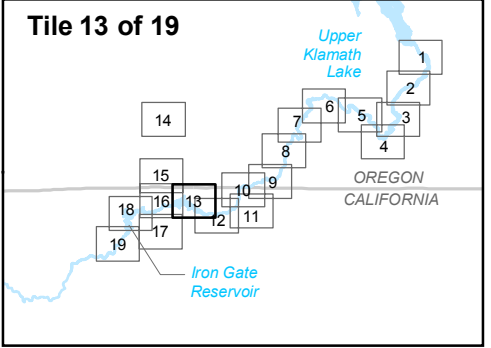 Tile 13 of 19
Upper
Klamath
Lake
1
2
3
4
5
6
7
8
14
OREGON
CALIFORNIA
15
16
13
10
9
11
12
18
17
19
Iron Gate
Reservoir